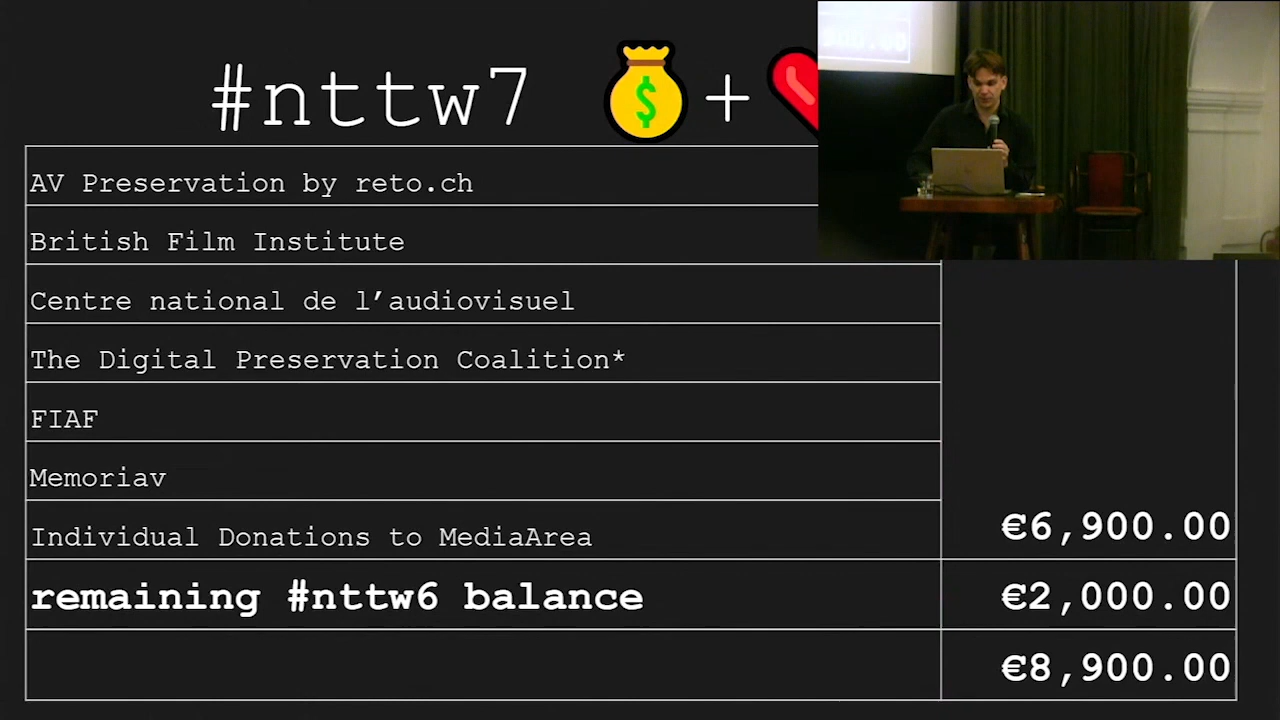 #nttw7 💰+❤
AV Preservation by reto.ch
British Film Institute
Centre national de l’audiovisuel
The Digital Preservation Coalition*
FIAF
Memoriav
Individual Donations to MediaArea €6,900.00
remaining #nttw6 balance €2,000.00
€8,900.00